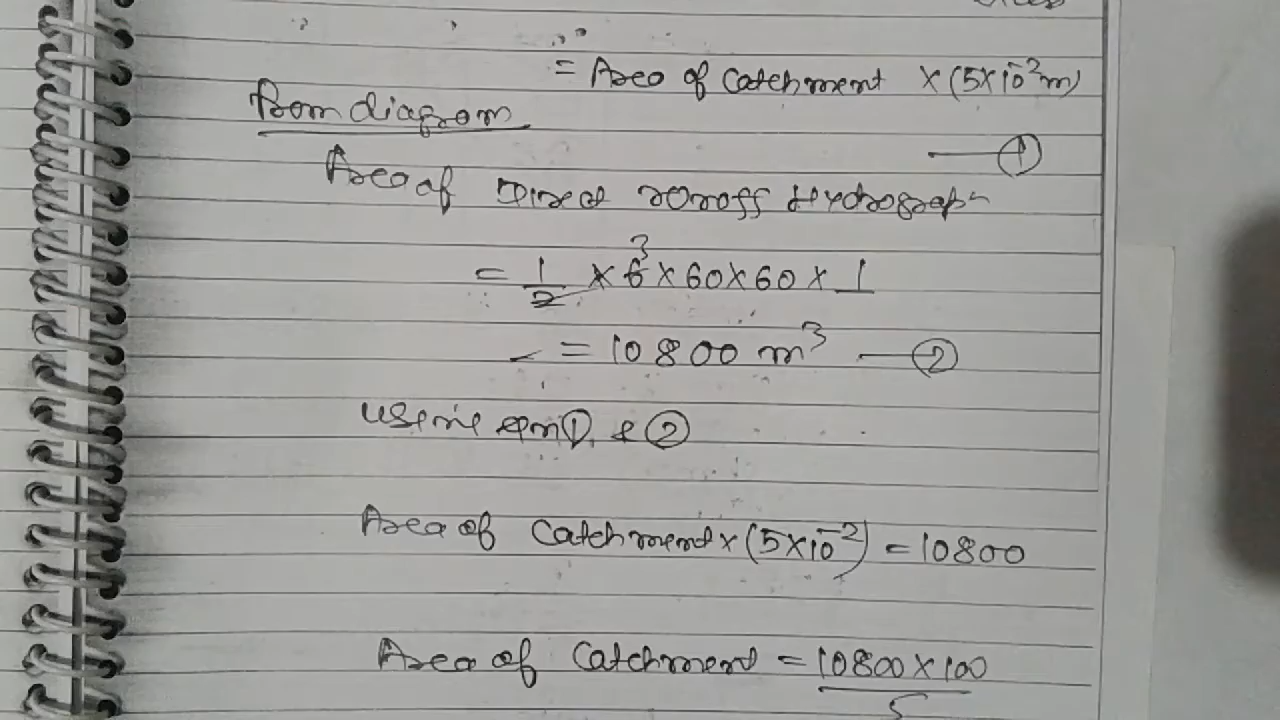 = Area of Catchment × (5×10⁻²m)
from diagram
—①
Area of Direct runoff Hydrograph
= 1/2 × 6 3 × 60 × 60 × 1
= 10800 m³ —②
using eqn ① & ②
Area of Catchment × (5×10⁻²) = 10800
Area of Catchment = 10800×100/5